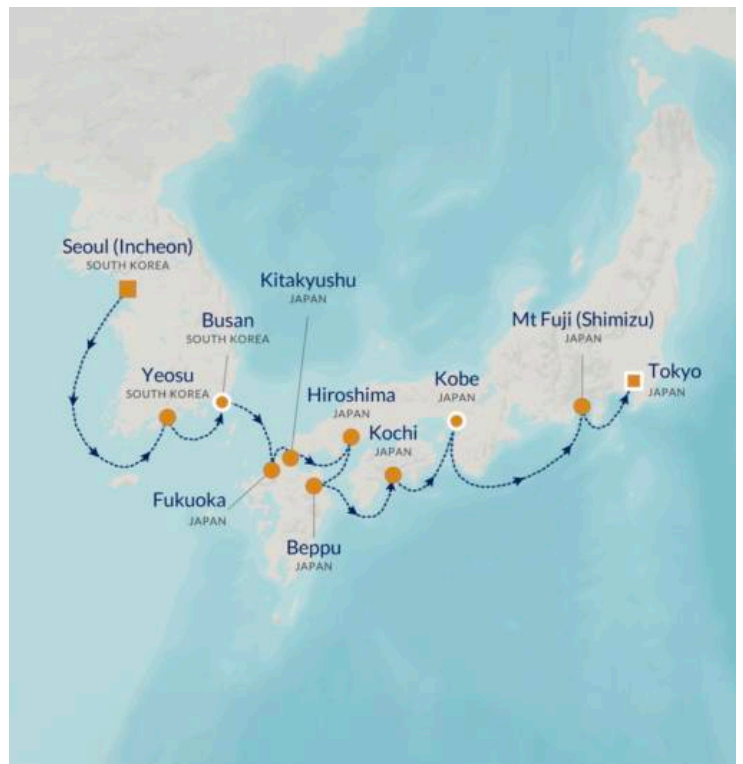 Seoul (Incheon)
SOUTH KOREA
Kitakyushu
JAPAN
Busan
SOUTH KOREA
Mt Fuji (Shimizu)
JAPAN
Yeosu
SOUTH KOREA
Hiroshima
JAPAN
Kobe
JAPAN
Tokyo
JAPAN
Kochi
JAPAN
Fukuoka
JAPAN
Beppu
JAPAN